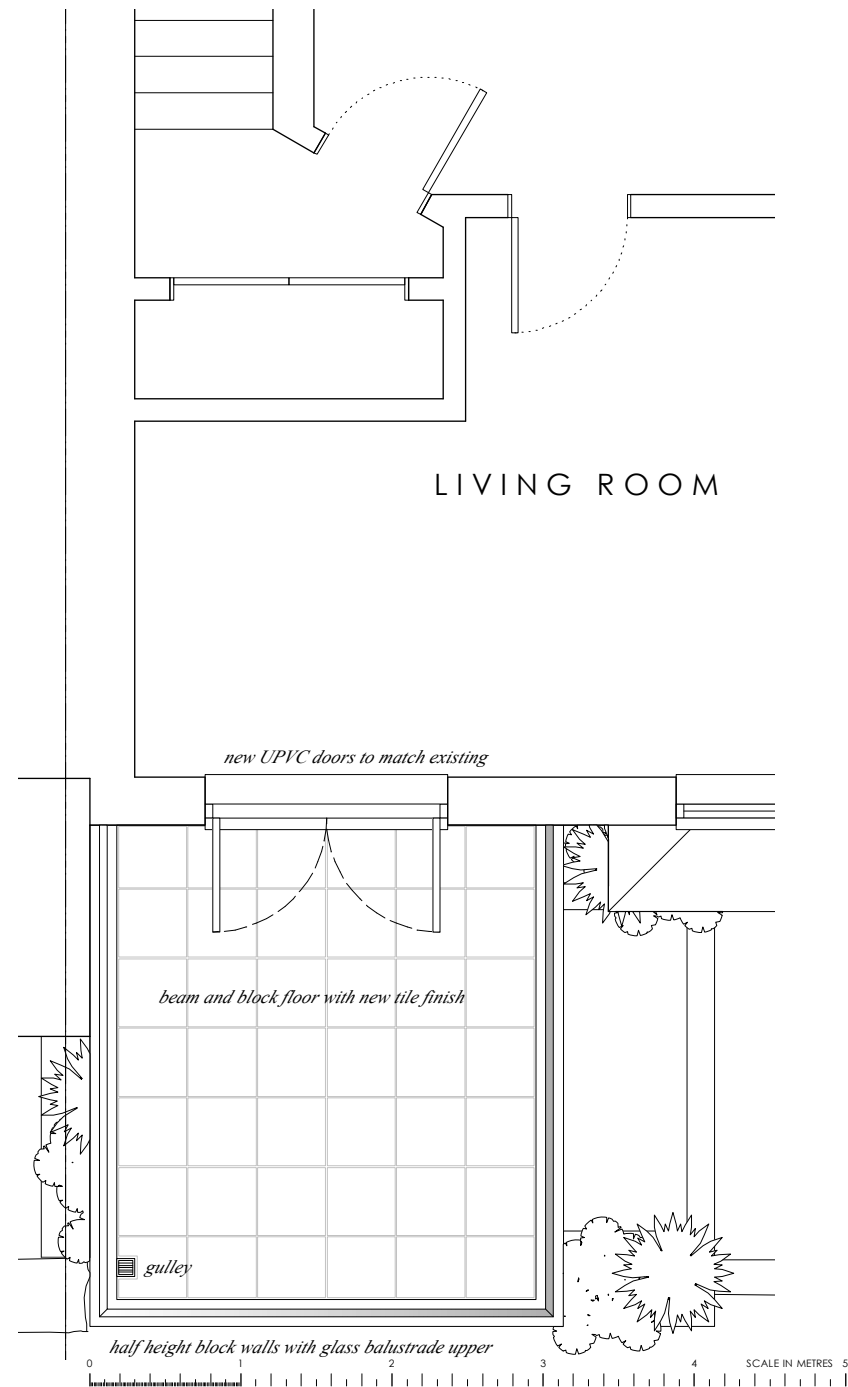 LIVING ROOM
new UPVC doors to match existing
beam and block floor with new tile finish
gulley
half height block walls with glass balustrade upper
0 1 2 3 4 SCALE IN METRES 5